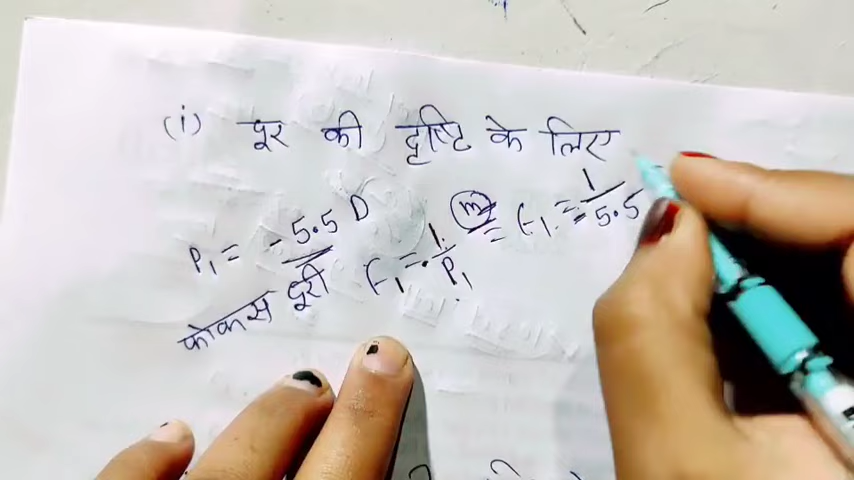 (i) दूर की दृष्टि के लिए
P₁ = -5.5 D
फोकस दूरी f₁ = 1/P₁ (m) = f₁ = 1/-5.5